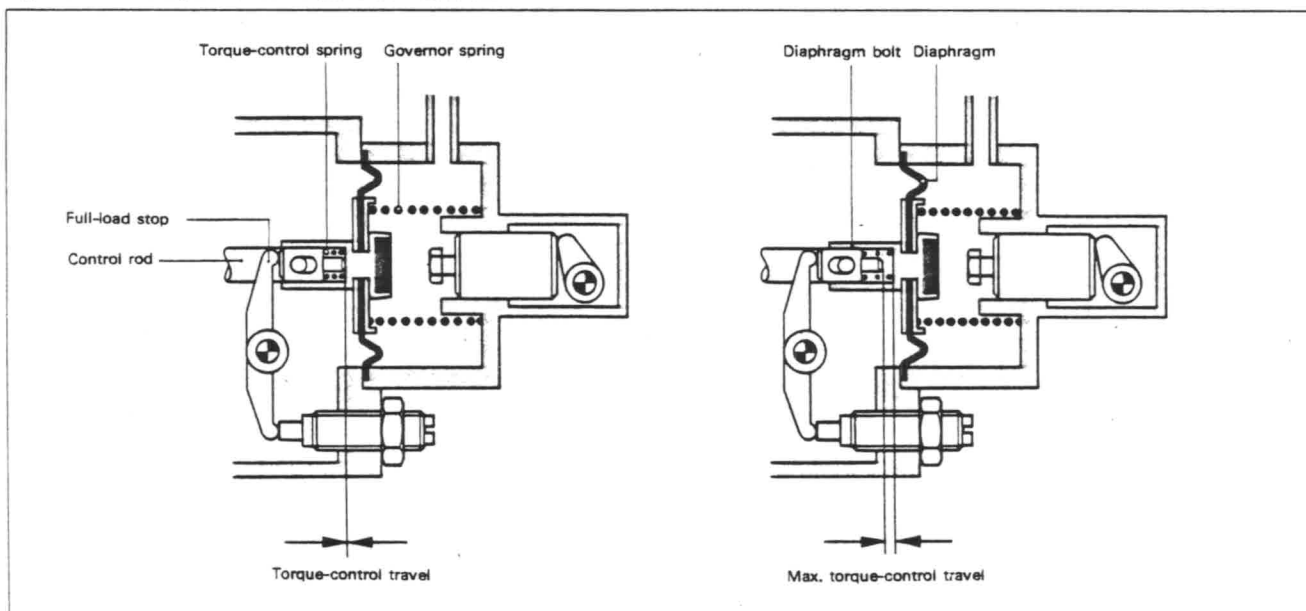 Torque-control spring
Governor spring
Diaphragm bolt
Diaphragm
Full-load stop
Control rod
Torque-control travel
Max. torque-control travel